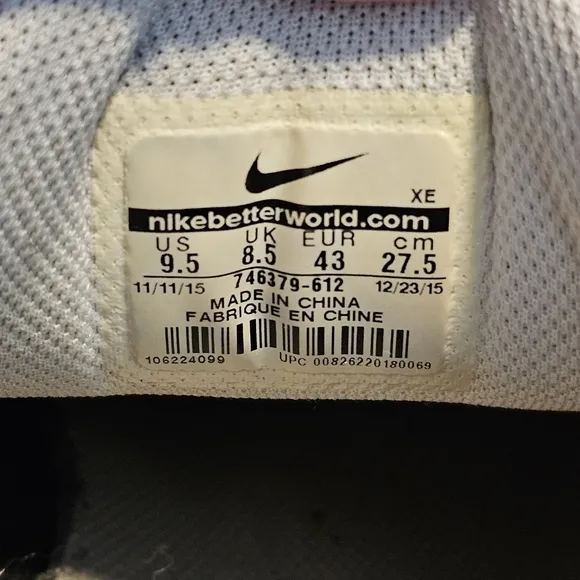 XE
nikebetterworld.com
US UK EUR cm
9.5 8.5 43 27.5
11/11/15 746379-612 12/23/15
MADE IN CHINA
FABRIQUE EN CHINE
106224099 UPC 00826220180069